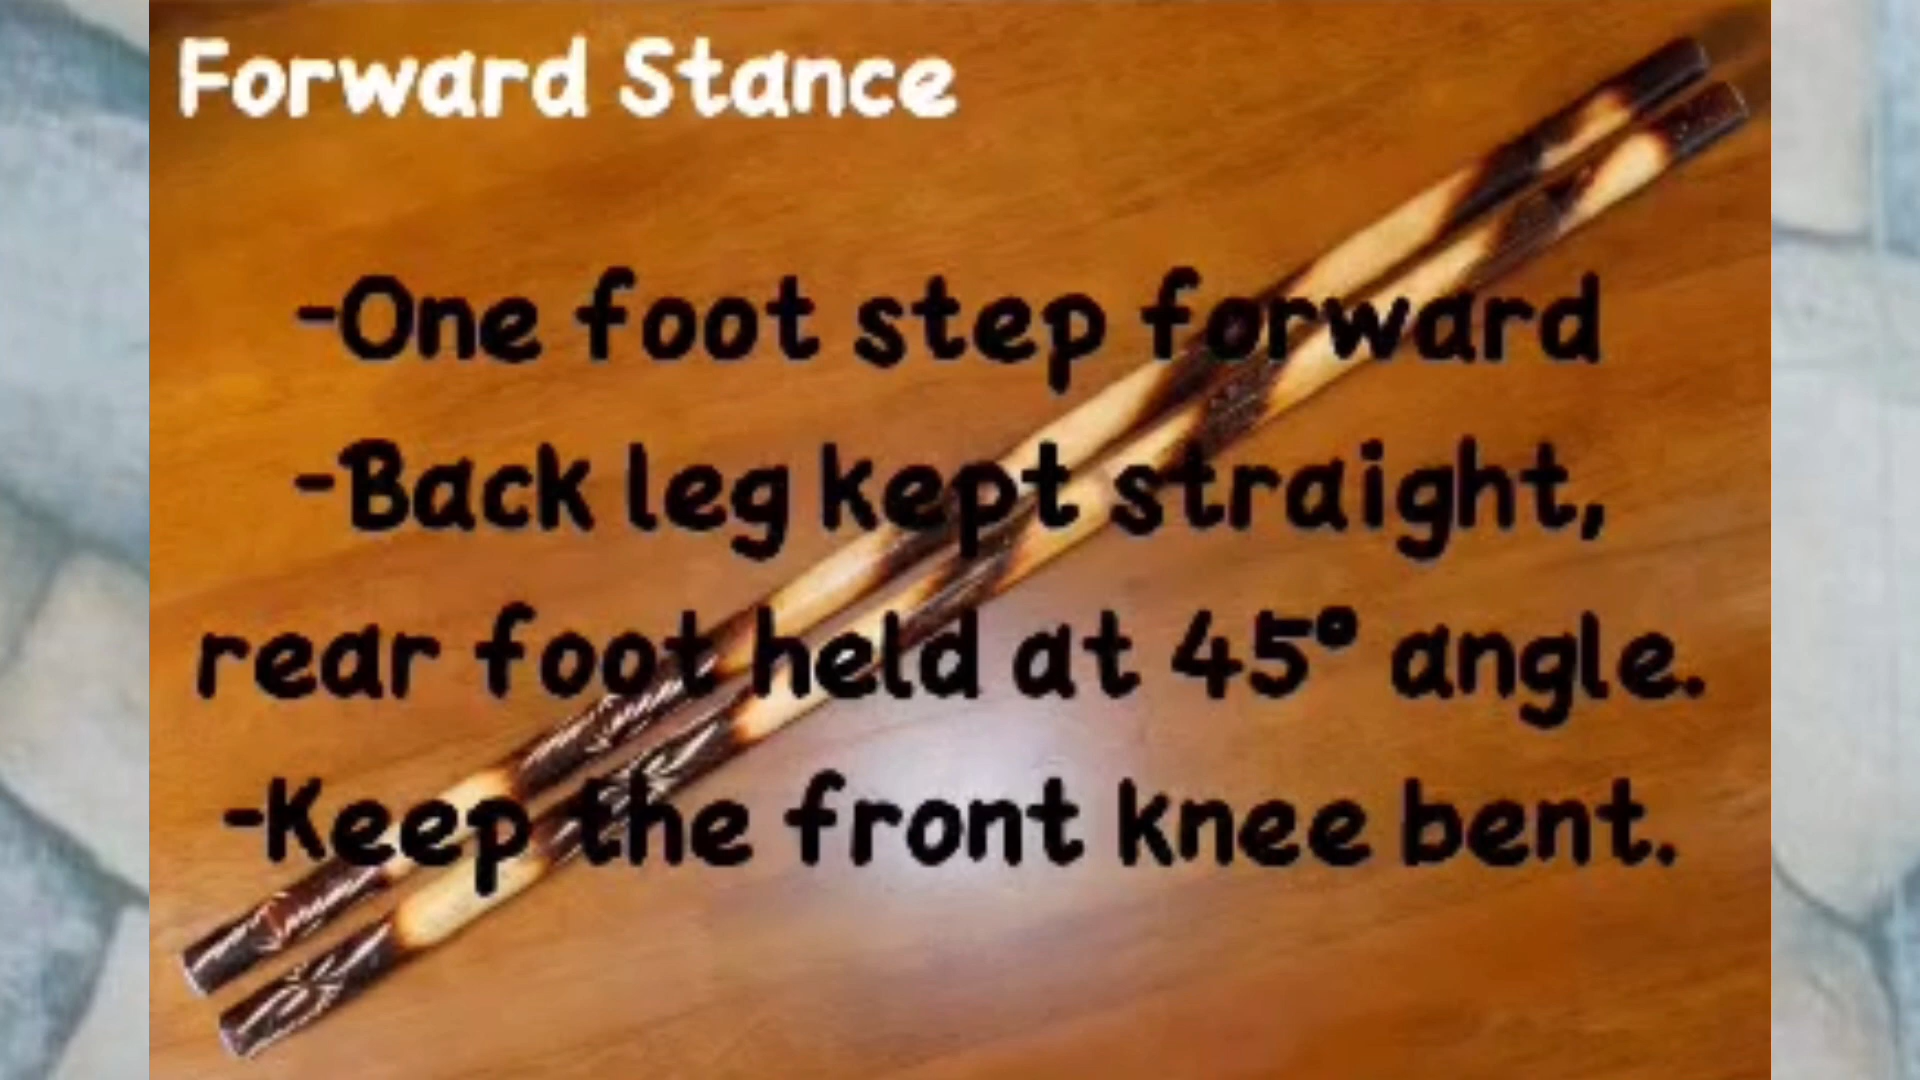 Forward Stance
-One foot step forward
-Back leg kept straight,
rear foot held at 45° angle.
-Keep the front knee bent.